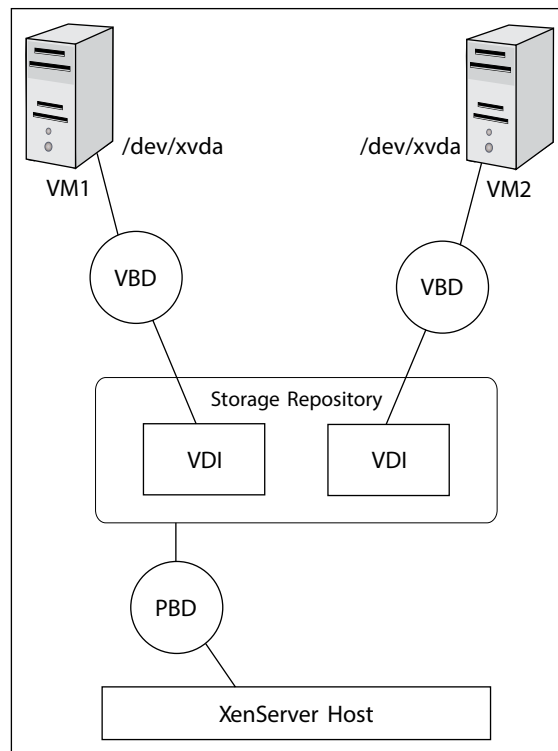 /dev/xvda
/dev/xvda
VM1
VM2
VBD
VBD
Storage Repository
VDI
VDI
PBD
XenServer Host